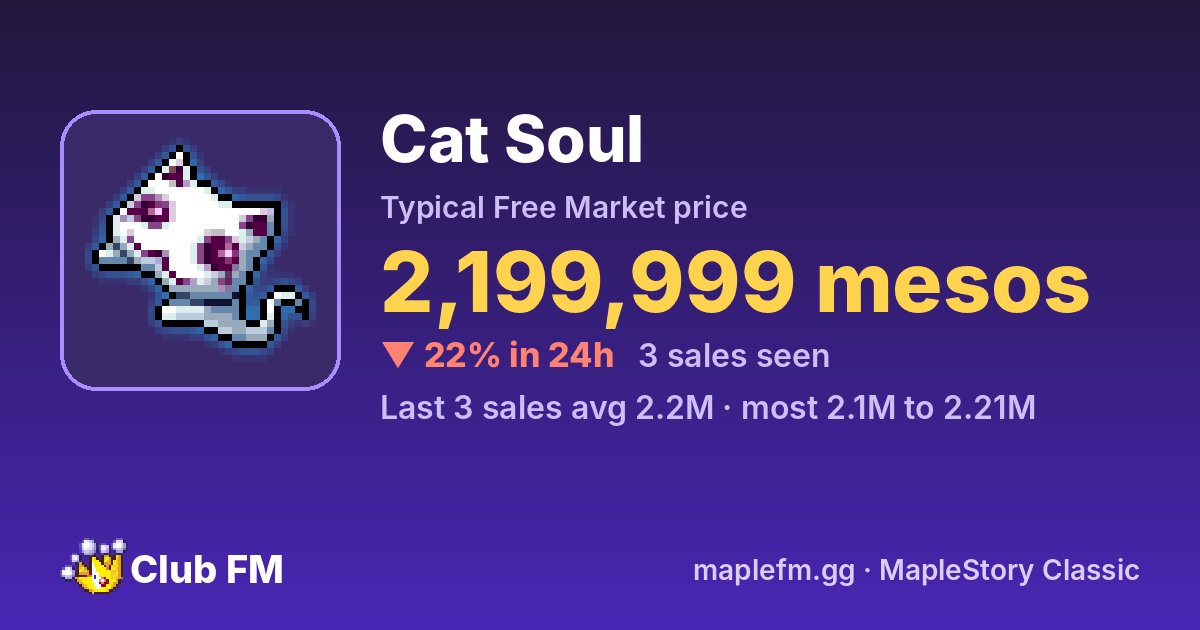 Cat Soul
Typical Free Market price
2,199,999 mesos
▼ 22% in 24h 3 sales seen
Last 3 sales avg 2.2M · most 2.1M to 2.21M
Club FM
maplefm.gg · MapleStory Classic